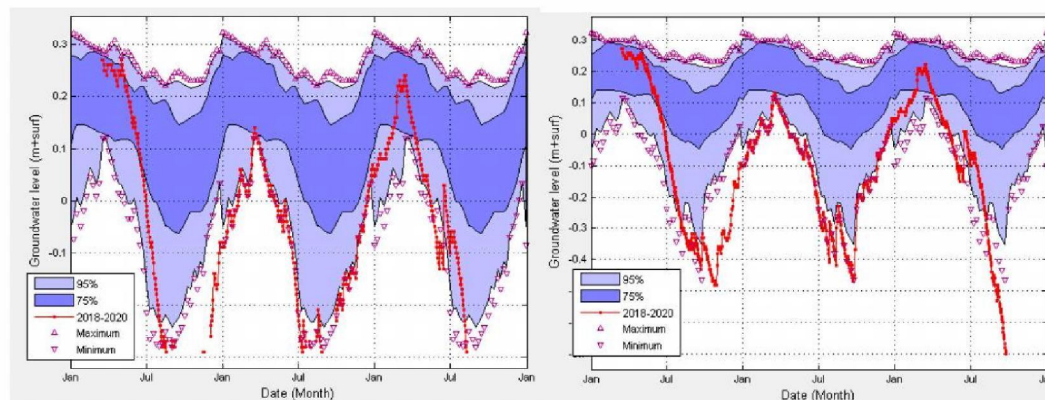 0.3
0.2
0.1
0
-0.1
Groundwater level (m+surf)
95%
75%
2018-2020
Maximum
Minimum
Jan Jul Jan Jul Jan Jul Jan
Date (Month)
0.3
0.2
0.1
0
-0.1
-0.2
-0.3
-0.4
Groundwater level (m+surf)
95%
75%
2018-2020
Maximum
Minimum
Jan Jul Jan Jul Jan Jul Jan
Date (Month)